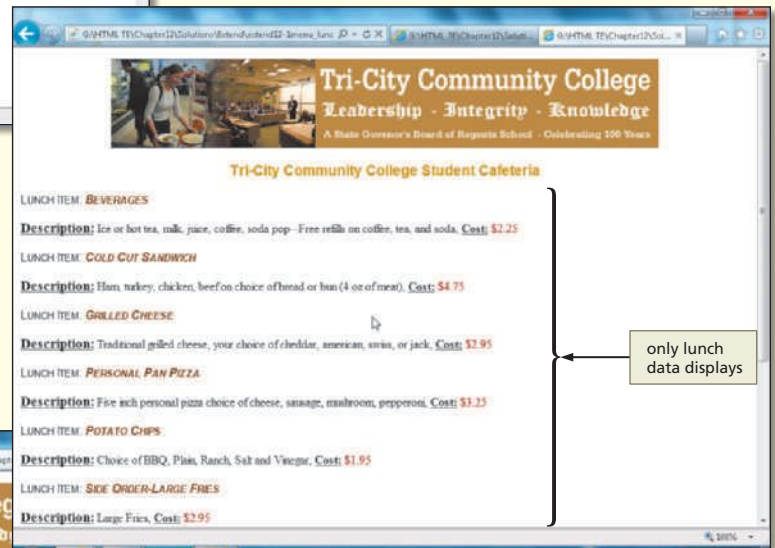 Tri-City Community College
Leadership - Integrity - Knowledge
A State Governor's Board of Regents School - Celebrating 100 Years
Tri-City Community College Student Cafeteria
LUNCH ITEM: BEVERAGES
Description: Ice or hot tea, milk, juice, coffee, soda pop--Free refills on coffee, tea, and soda, Cost: $2.25
LUNCH ITEM: COLD CUT SANDWICH
Description: Ham, turkey, chicken, beef on choice of bread or bun (4 oz of meat), Cost: $4.75
LUNCH ITEM: GRILLED CHEESE
Description: Traditional grilled cheese, your choice of cheddar, american, swiss, or jack, Cost: $2.95
LUNCH ITEM: PERSONAL PAN PIZZA
Description: Five inch personal pizza choice of cheese, sausage, mushroom, pepperoni, Cost: $3.25
LUNCH ITEM: POTATO CHIPS
Description: Choice of BBQ, Plain, Ranch, Salt and Vinegar, Cost: $1.95
LUNCH ITEM: SIDE ORDER-LARGE FRIES
Description: Large Fries, Cost: $2.95
only lunch
data displays
100%